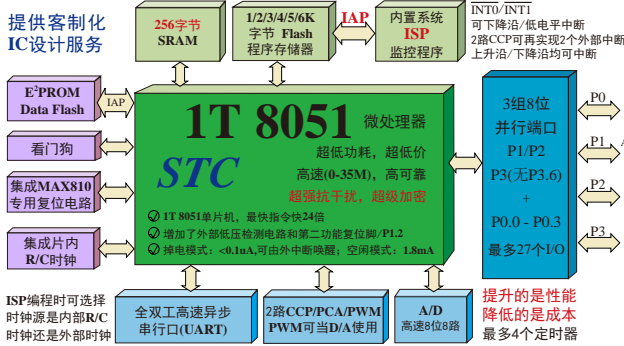 提供客制化
IC设计服务
256字节
SRAM
1/2/3/4/5/6K
字节 Flash
程序存储器
IAP
内置系统
ISP
监控程序
INT0/INT1
可下降沿/低电平中断
2路CCP可再实现2个外部中断
上升沿/下降沿均可中断
E²PROM
Data Flash
IAP
看门狗
集成MAX810
专用复位电路
集成片内
R/C时钟
1T 8051 微处理器
STC
超低功耗，超低价
高速(0-35M)，高可靠
超强抗干扰，超级加密
1T 8051单片机，最快指令快24倍
增加了外部低压检测电路和第二功能复位脚/P1.2
掉电模式：<0.1uA,可由外中断唤醒；空闲模式：1.8mA
3组8位
并行端口
P1/P2
P3(无P3.6)
+
P0.0 - P0.3
最多27个I/O
P0
P1
P2
P3
ISP编程时可选择
时钟源是内部R/C
时钟还是外部时钟
全双工高速异步
串行口(UART)
2路CCP/PCA/PWM
PWM可当D/A使用
A/D
高速8位8路
提升的是性能
降低的是成本
最多4个定时器